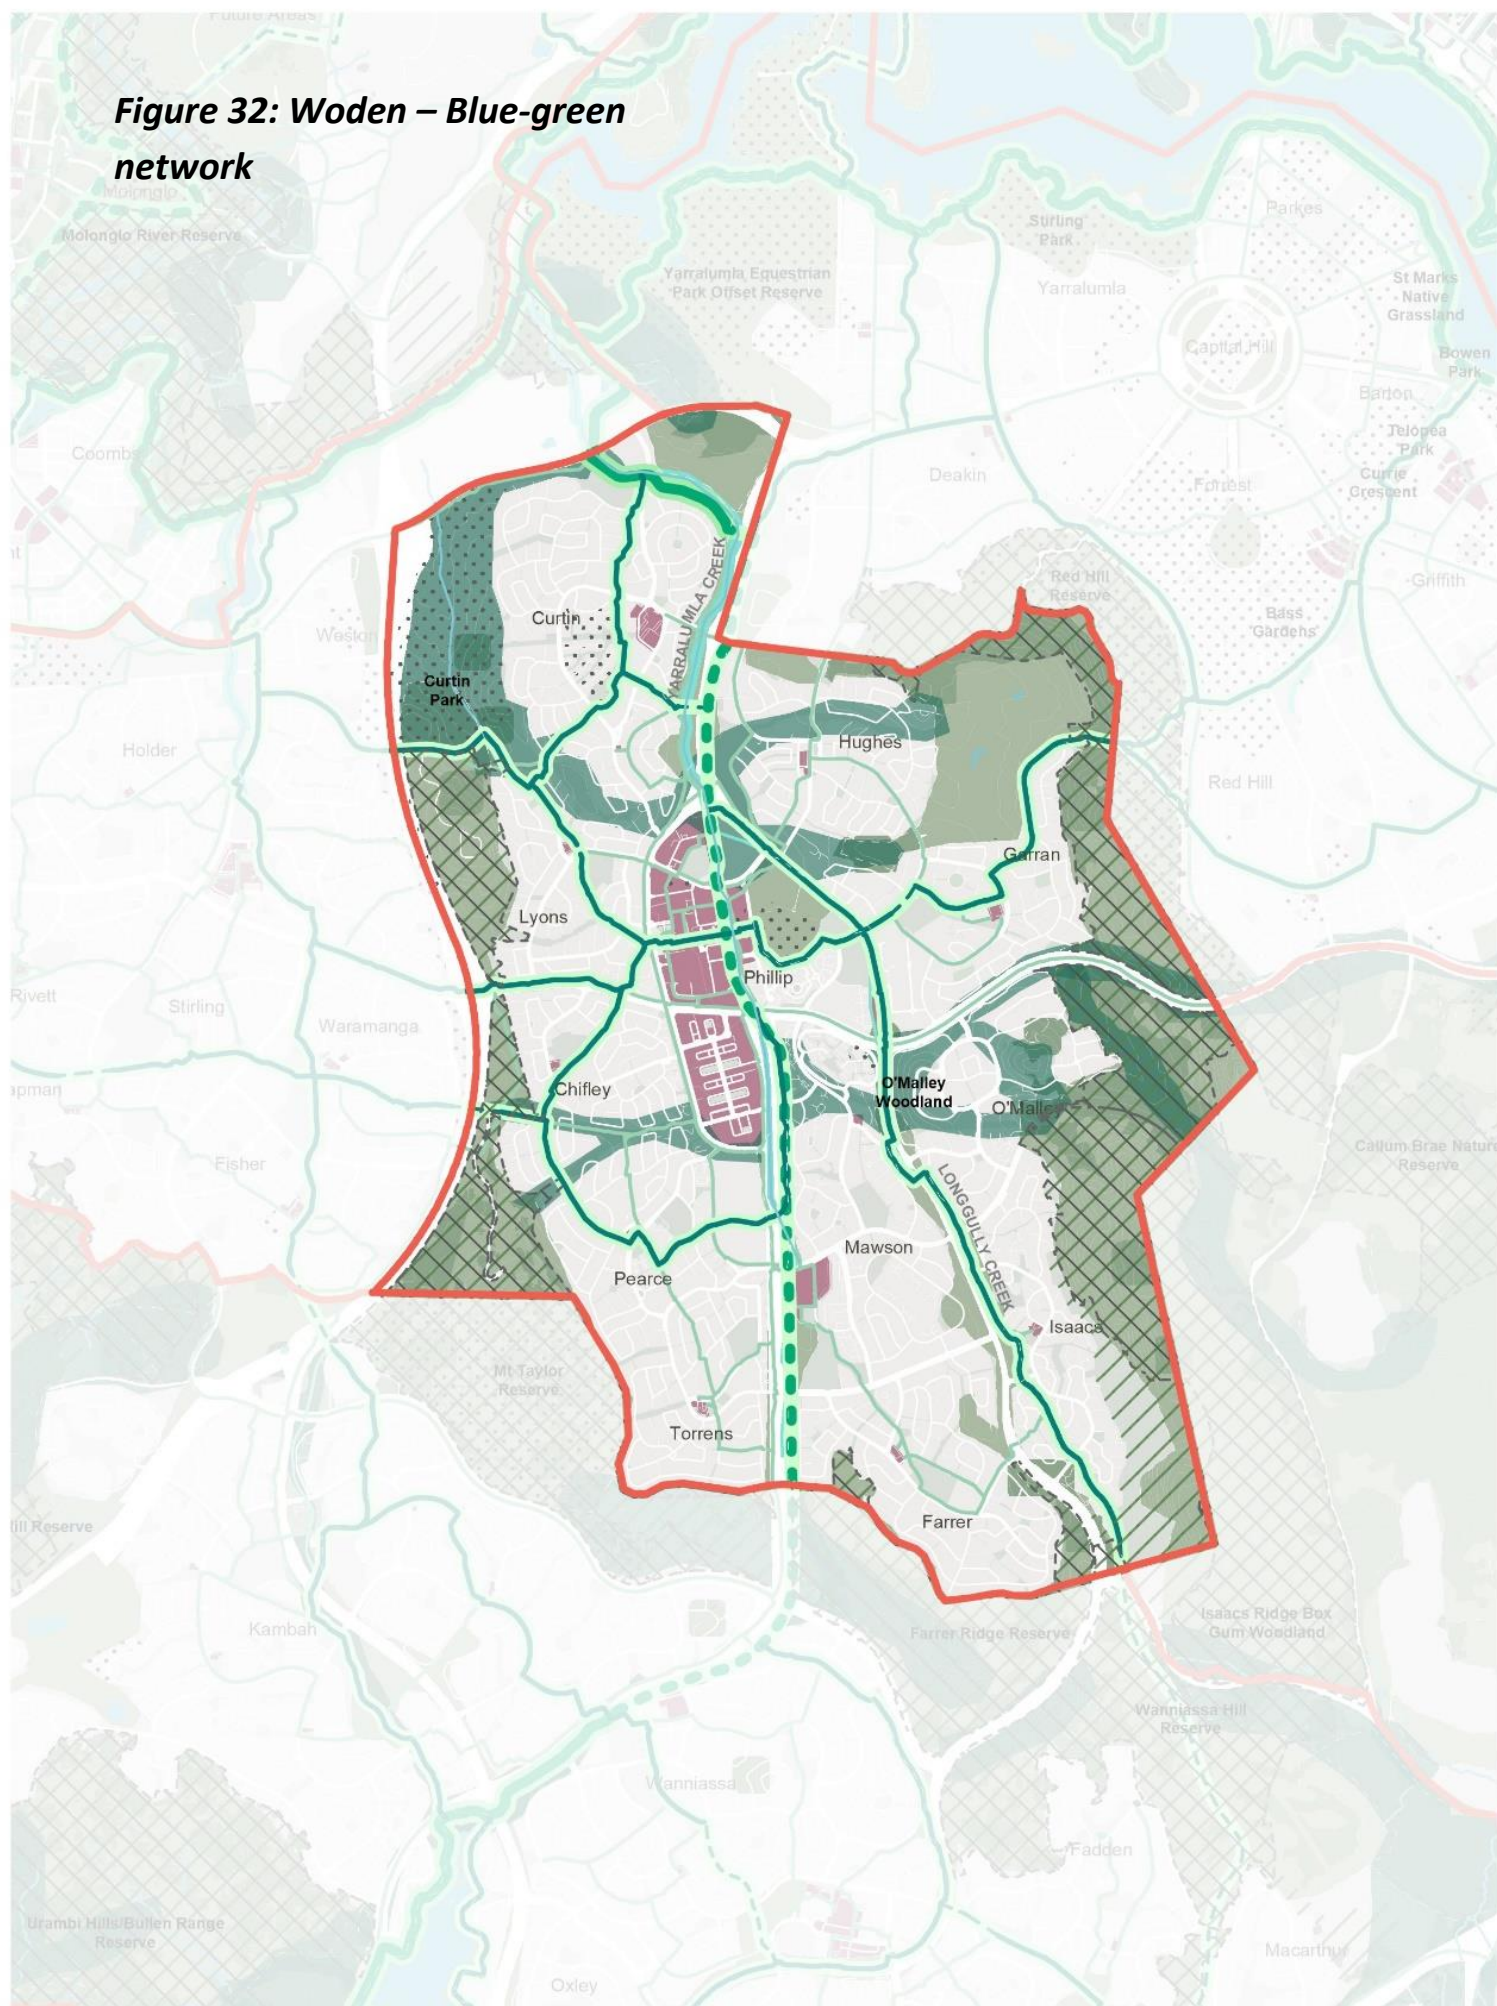 Future Areas
Figure 32: Woden – Blue-green
network
Molonglo
Molonglo River Reserve
Parkes
Stirling
Park
Yarralumla Equestrian
Park Offset Reserve
Yarralumla
St Marks
Native
Grassland
Capital Hill
Bowen
Park
Barton
Telopea
Park
Coombs
Deakin
Forrest
Currie
Crescent
Red Hill
Reserve
Griffith
Bass
Gardens
Weston
Curtin
YARRALUMLA CREEK
Curtin
Park
Holder
Hughes
Red Hill
Garran
Lyons
Phillip
Rivett
Stirling
Waramanga
apman
Chifley
O'Malley
Woodland
O'Malley
Fisher
Callum Brae Nature
Reserve
LONGGULLY CREEK
Mawson
Pearce
Isaacs
Mt Taylor
Reserve
Torrens
ill Reserve
Farrer
Kambah
Farrer Ridge Reserve
Isaacs Ridge Box
Gum Woodland
Wanniassa Hill
Reserve
Wanniassa
Fadden
Urambi Hills/Bullen Range
Reserve
Macarthur
Oxley